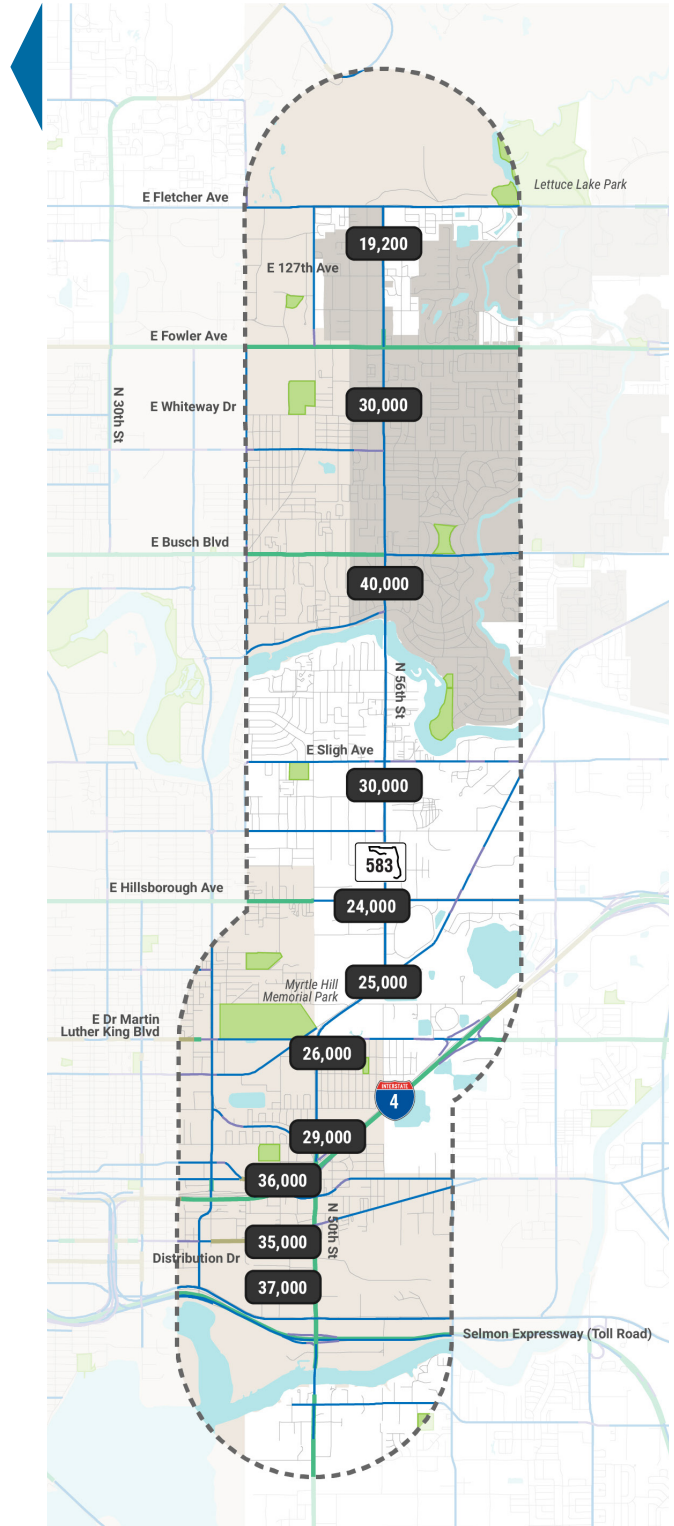 Lettuce Lake Park
E Fletcher Ave
19,200
E 127th Ave
E Fowler Ave
N 30th St
E Whiteway Dr
30,000
E Busch Blvd
40,000
N 56th St
E Sligh Ave
30,000
583
E Hillsborough Ave
24,000
25,000
Myrtle Hill
Memorial Park
E Dr Martin
Luther King Blvd
26,000
INTERSTATE
4
29,000
36,000
N 50th St
35,000
Distribution Dr
37,000
Selmon Expressway (Toll Road)